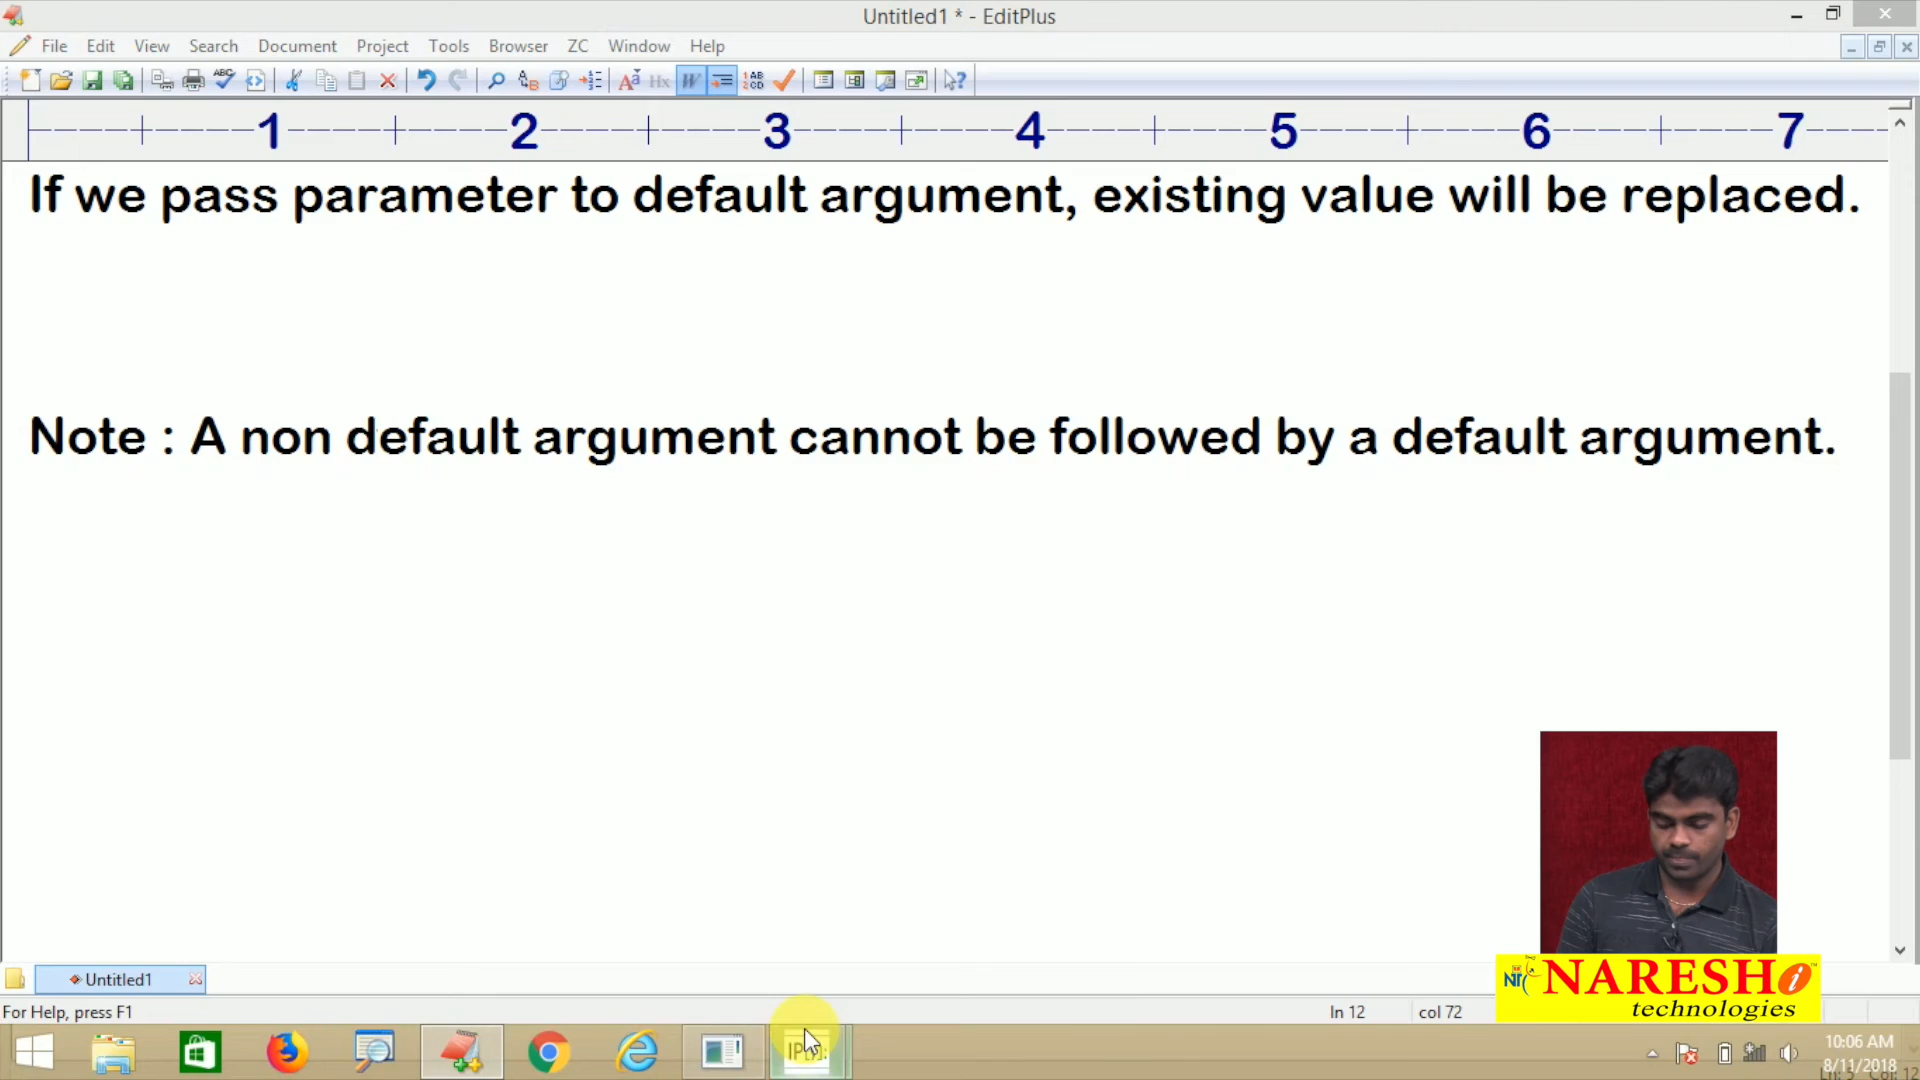 Untitled1 * - EditPlus
File Edit View Search Document Project Tools Browser ZC Window Help
1 2 3 4 5 6 7
If we pass parameter to default argument, existing value will be replaced.
Note : A non default argument cannot be followed by a default argument.
Untitled1
For Help, press F1
ln 12 col 72
NARESH i
technologies
10:06 AM
8/11/2018